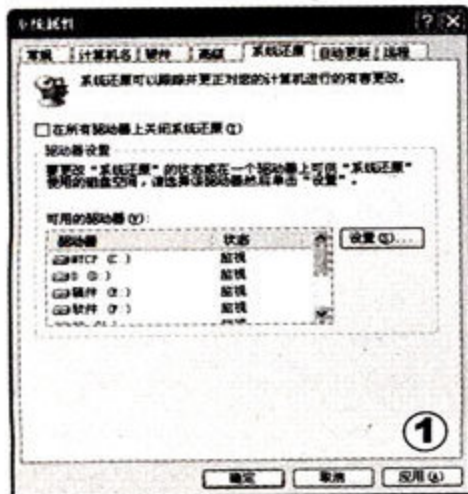 系统属性
常规 计算机名 硬件 高级 系统还原 自动更新 远程
系统还原可以跟踪并更正对您的计算机进行的有害更改。
在所有驱动器上关闭系统还原(T)
驱动器设置
要更改“系统还原”的状态或在一个驱动器上可供“系统还原”
使用的磁盘空间，请选择该驱动器然后单击“设置”。
可用的驱动器(V):
驱动器 状态
(C:) 监视
D (D:) 监视
(E:) 监视
软件 (F:) 监视
设置(S)...
①
确定 取消 应用(A)